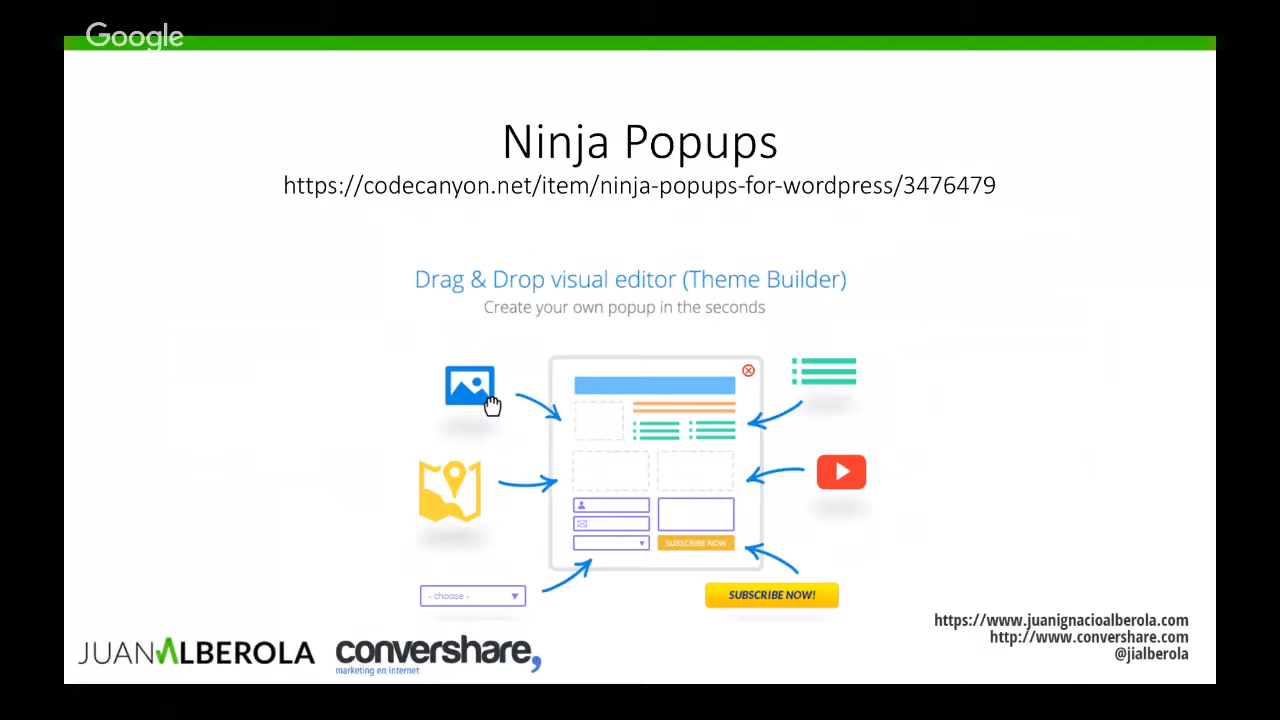 Google
Ninja Popups
https://codecanyon.net/item/ninja-popups-for-wordpress/3476479
Drag & Drop visual editor (Theme Builder)
Create your own popup in the seconds
SUBSCRIBE NOW
- choose -
SUBSCRIBE NOW!
https://www.juanignacioalberola.com
http://www.convershare.com
@jialberola
JUANALBEROLA
convershare,
marketing en internet